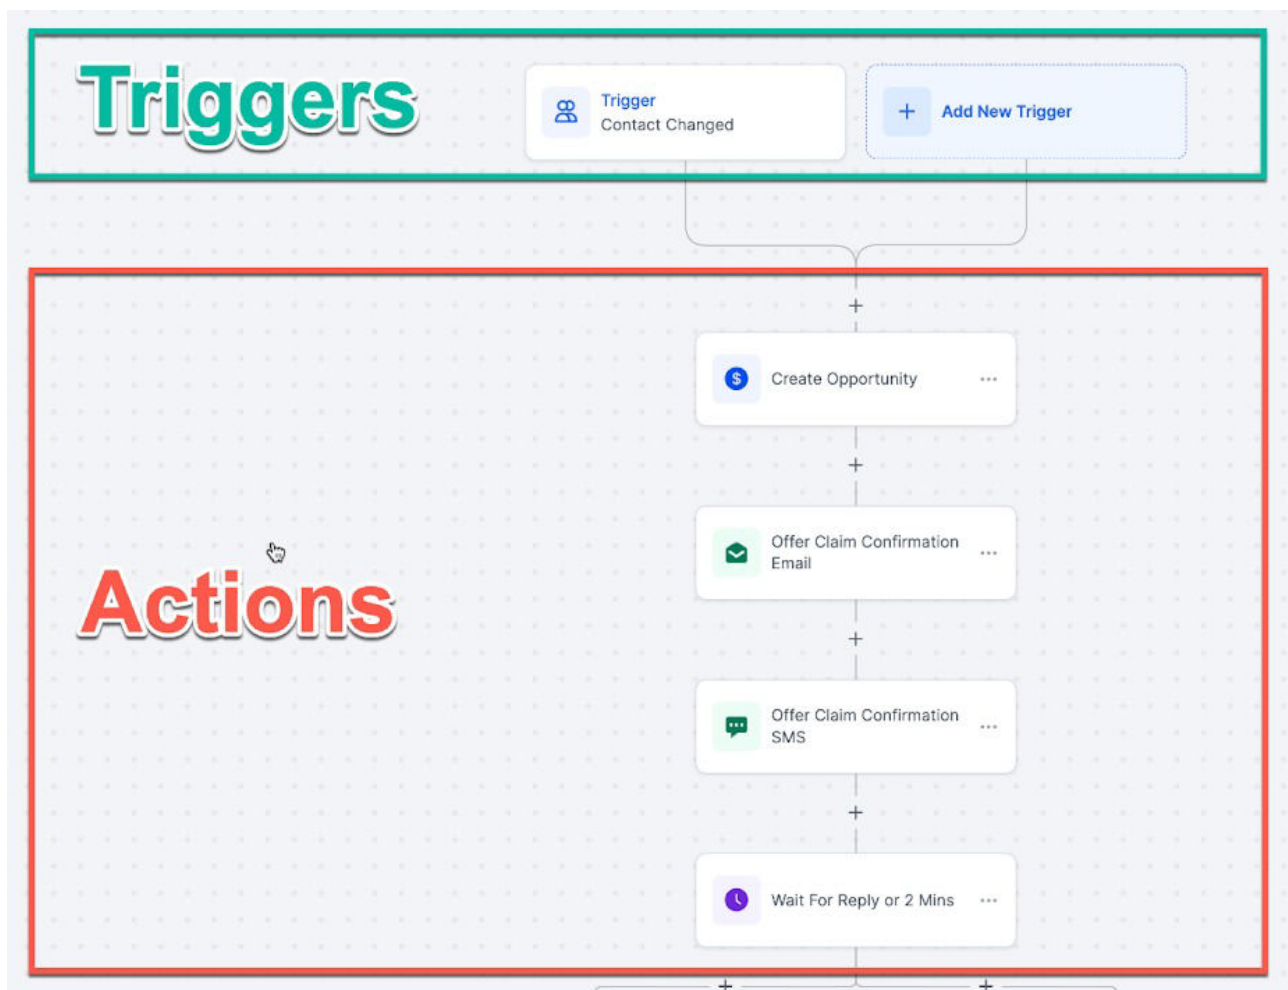 Triggers
Trigger
Contact Changed
Add New Trigger
Create Opportunity
Offer Claim Confirmation
Email
Actions
Offer Claim Confirmation
SMS
Wait For Reply or 2 Mins